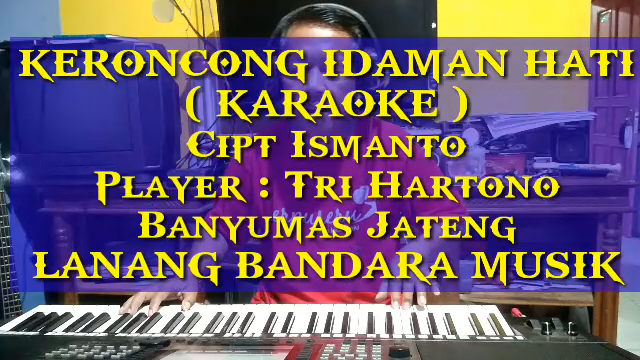 KERONCONG IDAMAN HATI
( KARAOKE )
CIPT ISMANTO
PLAYER : TRI HARTONO
BANYUMAS JATENG
LANANG BANDARA MUSIK